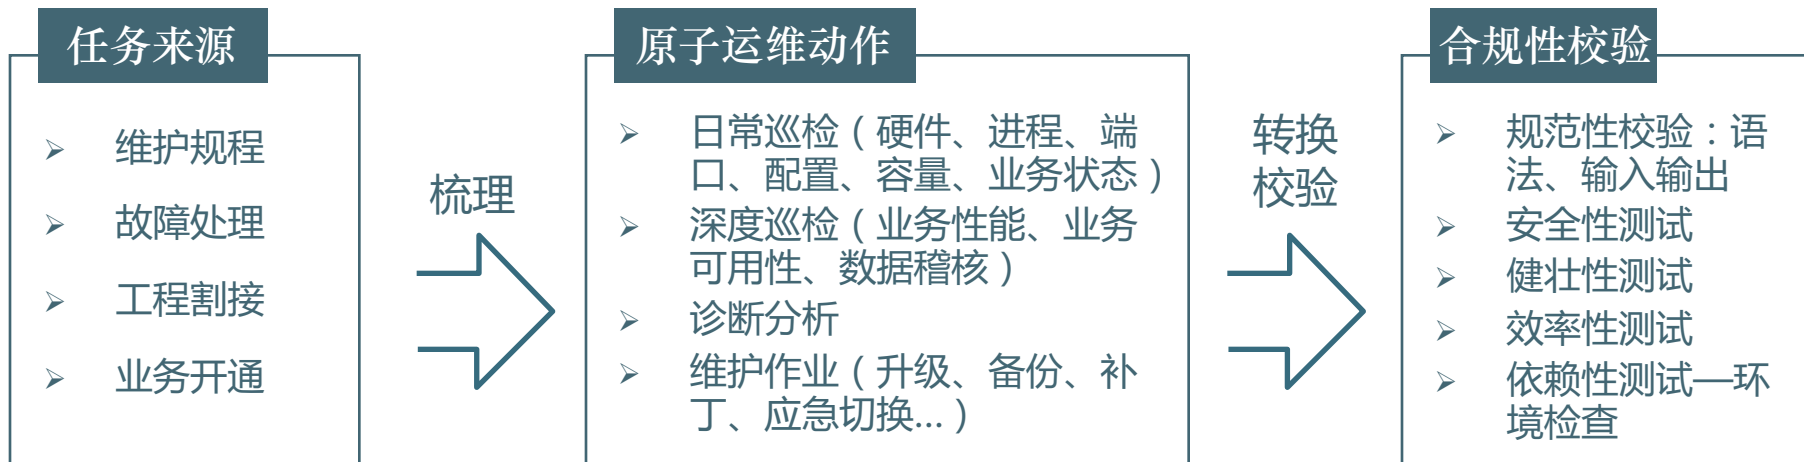 任务来源
维护规程
故障处理
工程割接
业务开通
梳理
原子运维动作
日常巡检（硬件、进程、端
口、配置、容量、业务状态）
深度巡检（业务性能、业务
可用性、数据稽核）
诊断分析
维护作业（升级、备份、补
丁、应急切换...）
转换
校验
合规性校验
规范性校验：语
法、输入输出
安全性测试
健壮性测试
效率性测试
依赖性测试—环
境检查